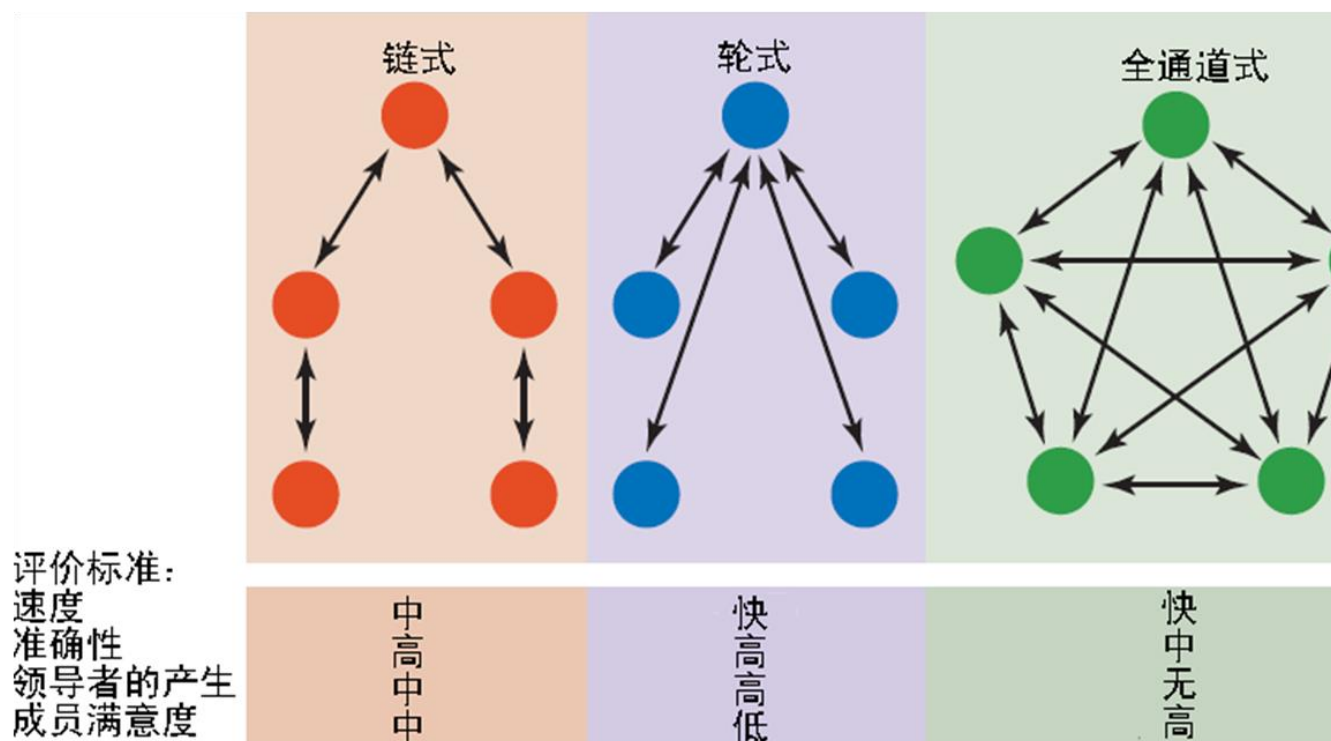 链式 轮式 全通道式
评价标准：
速度 中 快 快
准确性 高 高 中
领导者的产生 中 高 无
成员满意度 中 低 高